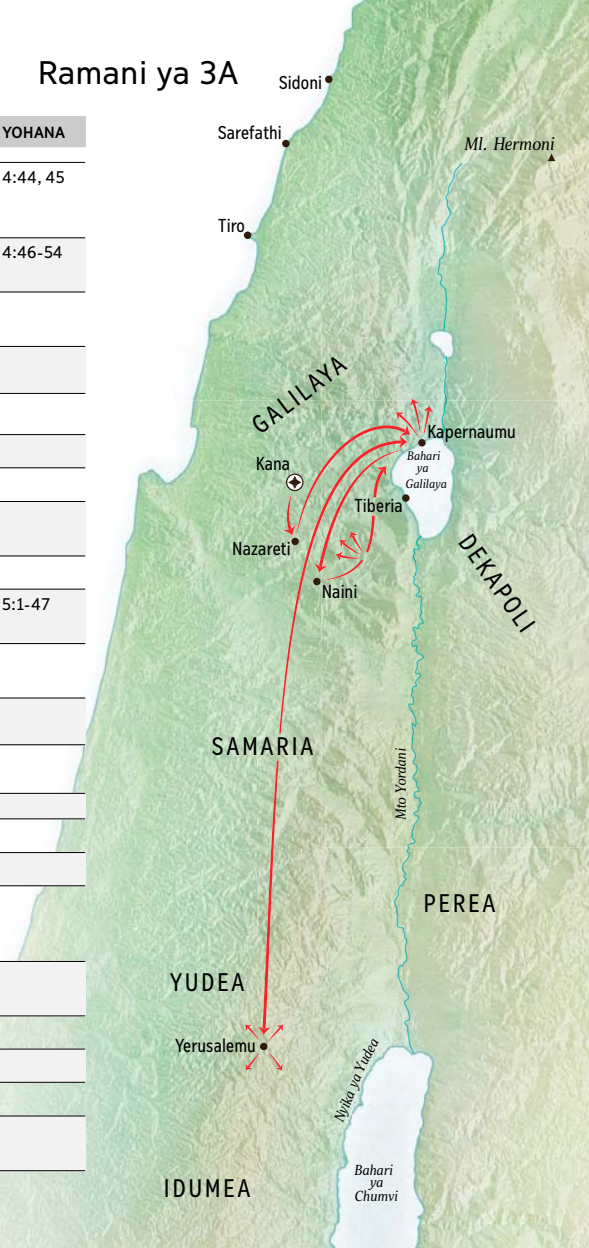 Ramani ya 3A
YOHANA
4:44, 45
4:46-54
5:1-47
Sidoni
Sarefathi
Ml. Hermoni
Tiro
GALILAYA
Kapernaumu
Kana
Bahari
ya
Galilaya
Tiberia
Nazareti
DEKAPOLI
Naini
SAMARIA
Mto Yordani
PEREA
YUDEA
Yerusalemu
Nyika ya Yudea
Bahari
ya
Chumvi
IDUMEA